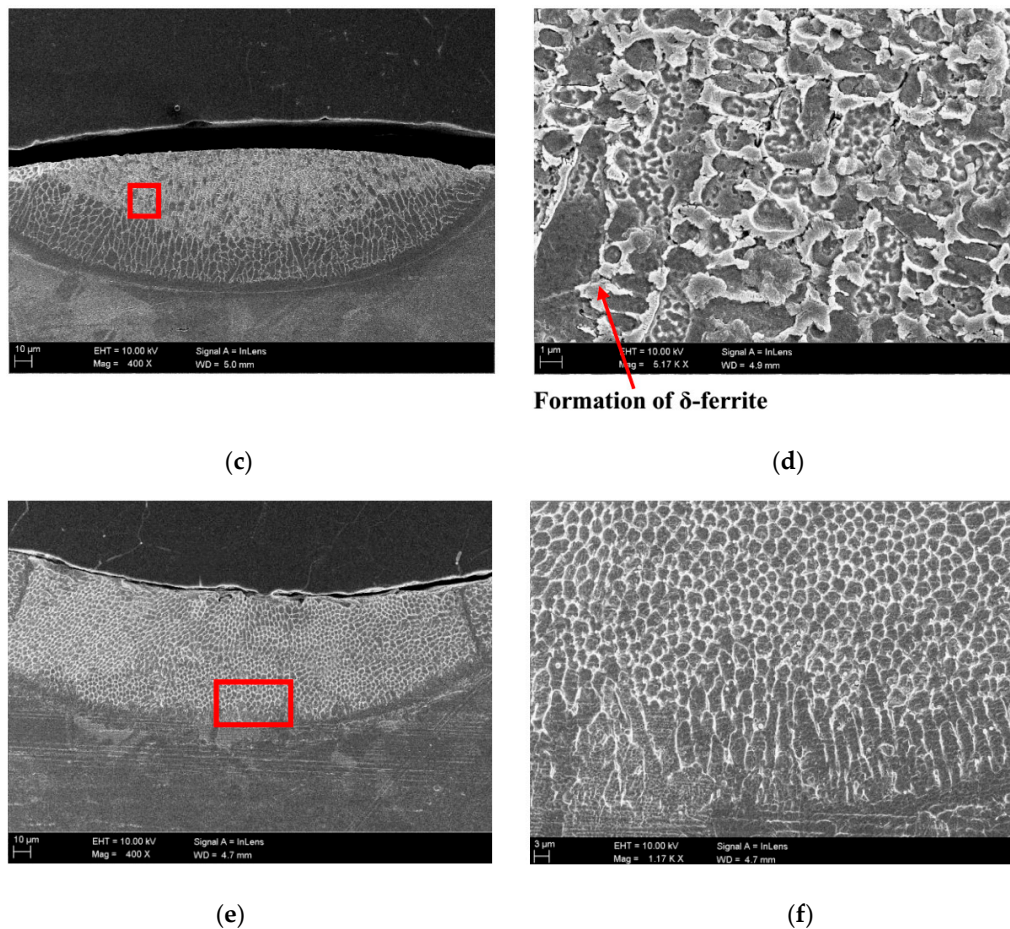 10 µm
EHT = 10.00 kV
Signal A = InLens
Mag = 400 X
WD = 5.0 mm
1 µm
EHT = 10.00 kV
Signal A = InLens
Mag = 5.17 K X
WD = 4.9 mm
Formation of δ-ferrite
(c)
(d)
10 µm
EHT = 10.00 kV
Signal A = InLens
Mag = 400 X
WD = 4.7 mm
3 µm
EHT = 10.00 kV
Signal A = InLens
Mag = 1.17 K X
WD = 4.7 mm
(e)
(f)